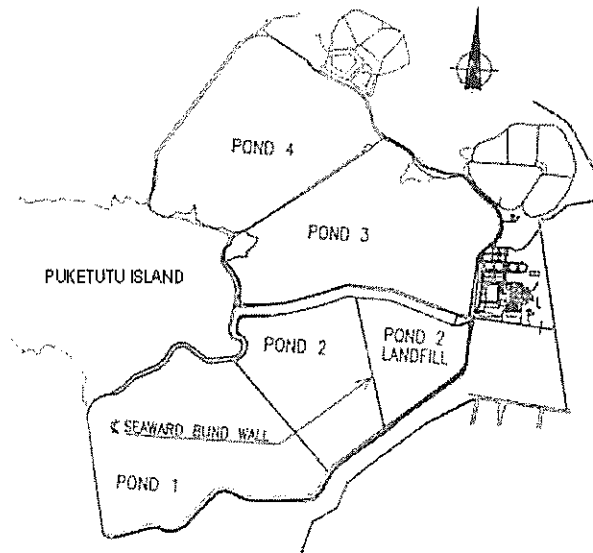 POND 4
POND 3
PUKETUTU ISLAND
POND 2
POND 2
LANDFILL
℄ SEAWARD BUND WALL
POND 1